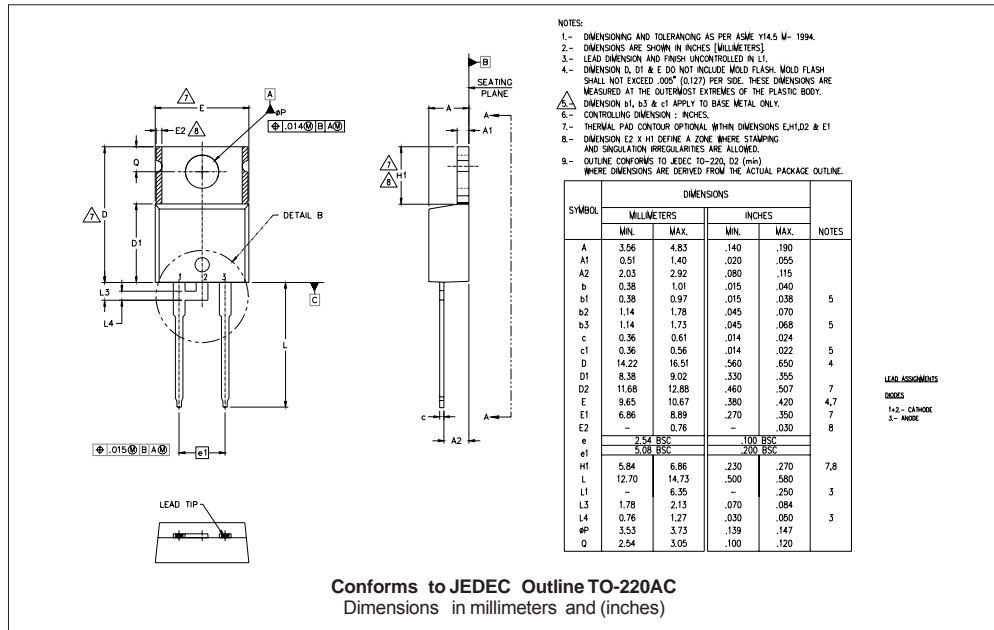 NOTES:
1.- DIMENSIONING AND TOLERANCING AS PER ASME Y14.5 M- 1994.
2.- DIMENSIONS ARE SHOWN IN INCHES [MILLIMETERS].
3.- LEAD DIMENSION AND FINISH UNCONTROLLED IN L1.
4.- DIMENSION D, D1 & E DO NOT INCLUDE MOLD FLASH. MOLD FLASH
SHALL NOT EXCEED .005" (0.127) PER SIDE. THESE DIMENSIONS ARE
MEASURED AT THE OUTERMOST EXTREMES OF THE PLASTIC BODY.
5.- DIMENSION b1, b3 & c1 APPLY TO BASE METAL ONLY.
6.- CONTROLLING DIMENSION : INCHES.
7.- THERMAL PAD CONTOUR OPTIONAL WITHIN DIMENSIONS E,H1,D2 & E1
8.- DIMENSION E2 X H1 DEFINE A ZONE WHERE STAMPING
AND SINGULATION IRREGULARITIES ARE ALLOWED.
9.- OUTLINE CONFORMS TO JEDEC TO-220, D2 (min)
WHERE DIMENSIONS ARE DERIVED FROM THE ACTUAL PACKAGE OUTLINE.
7
E
A
øP
⌖ .014Ⓜ B AⓂ
E2 8
Q
7 D
D1
DETAIL B
1 2 3
L3
L4
C
L
⌖ .015Ⓜ B AⓂ
e1
LEAD TIP
B
SEATING
PLANE
A
A
A1
7
8
H1
c
A
A2
SYMBOL DIMENSIONS NOTES
MILLIMETERS INCHES
MIN. MAX. MIN. MAX.
A 3.56 4.83 .140 .190
A1 0.51 1.40 .020 .055
A2 2.03 2.92 .080 .115
b 0.38 1.01 .015 .040
b1 0.38 0.97 .015 .038 5
b2 1.14 1.78 .045 .070
b3 1.14 1.73 .045 .068 5
c 0.36 0.61 .014 .024
c1 0.36 0.56 .014 .022 5
D 14.22 16.51 .560 .650 4
D1 8.38 9.02 .330 .355
D2 11.68 12.88 .460 .507 7
E 9.65 10.67 .380 .420 4,7
E1 6.86 8.89 .270 .350 7
E2 – 0.76 – .030 8
e 2.54 BSC .100 BSC
e1 5.08 BSC .200 BSC
H1 5.84 6.86 .230 .270 7,8
L 12.70 14.73 .500 .580
L1 – 6.35 – .250 3
L3 1.78 2.13 .070 .084
L4 0.76 1.27 .030 .050 3
øP 3.53 3.73 .139 .147
Q 2.54 3.05 .100 .120
LEAD ASSIGNMENTS
DIODES
1+2.- CATHODE
3.- ANODE
Conforms to JEDEC Outline TO-220AC
Dimensions in millimeters and (inches)